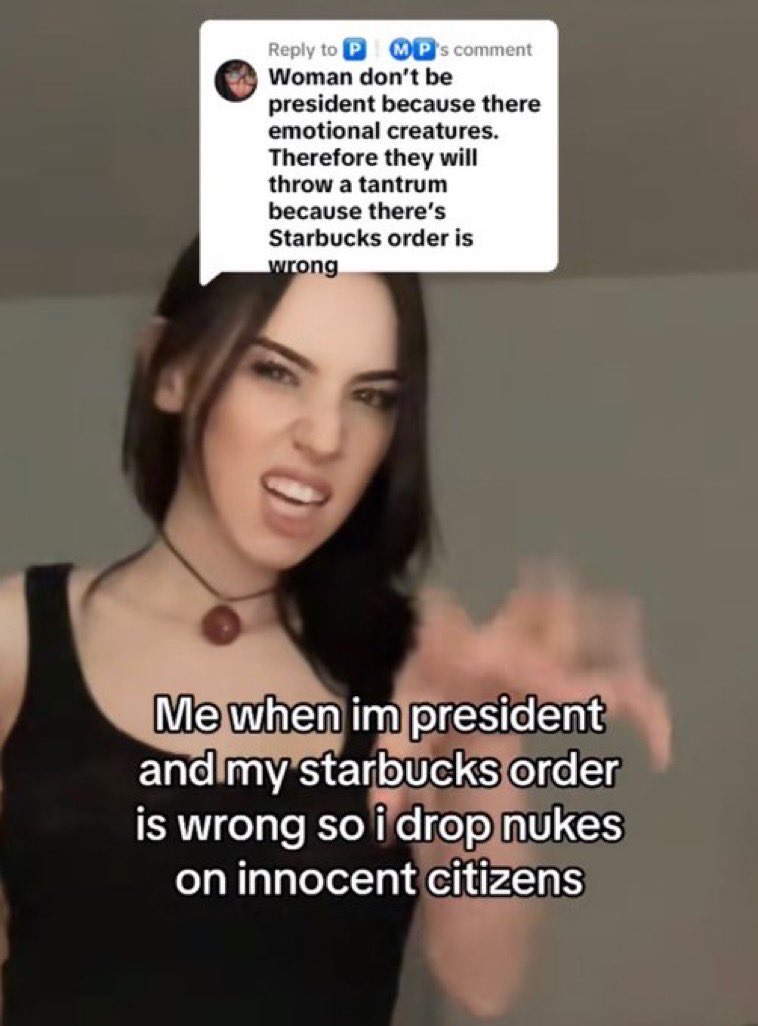 Reply to 🅿️❕Ⓜ️🅿️'s comment
Woman don't be
president because there
emotional creatures.
Therefore they will
throw a tantrum
because there's
Starbucks order is
wrong
Me when im president
and my starbucks order
is wrong so i drop nukes
on innocent citizens